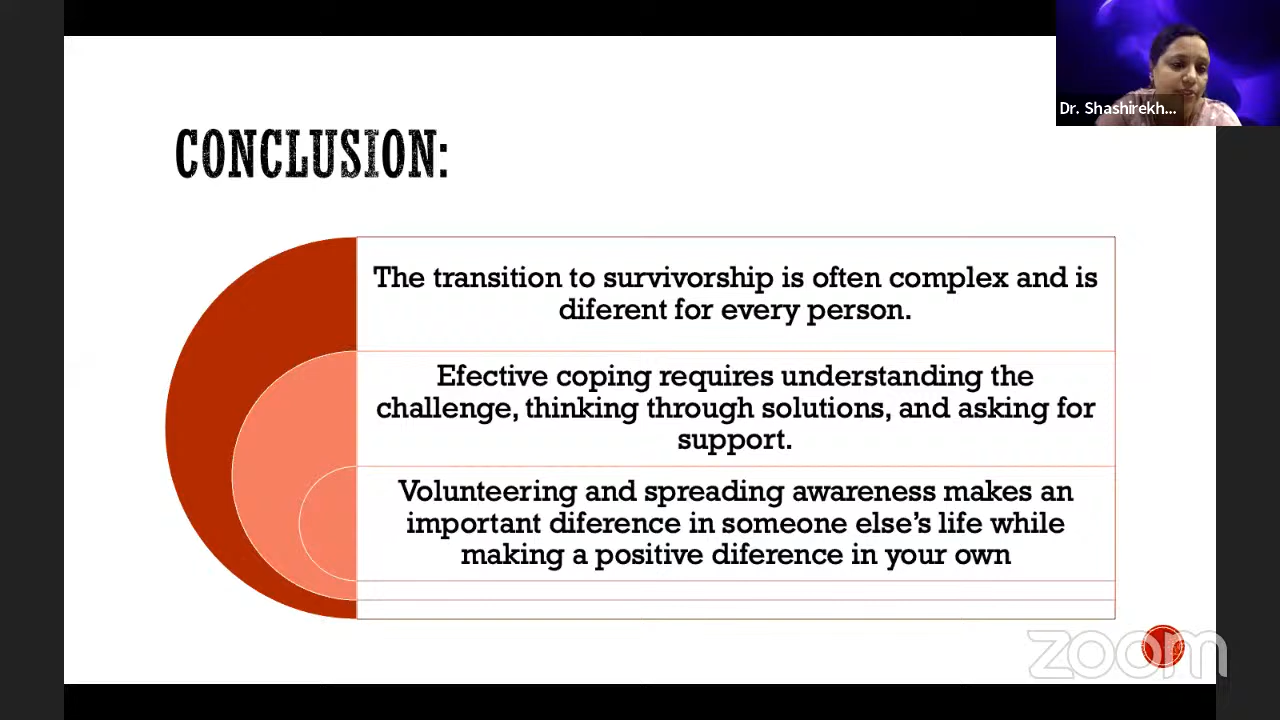 Dr. Shashirekh...
CONCLUSION:
The transition to survivorship is often complex and is
diferent for every person.
Efective coping requires understanding the
challenge, thinking through solutions, and asking for
support.
Volunteering and spreading awareness makes an
important diference in someone else's life while
making a positive diference in your own
zoom